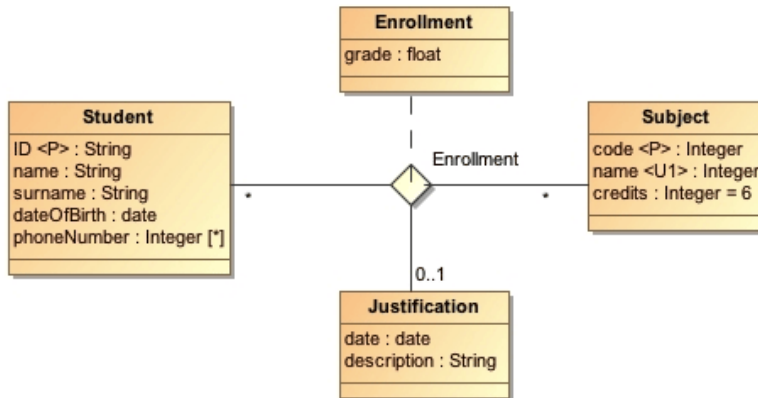 Enrollment
grade : float
Student
ID <P> : String
name : String
surname : String
dateOfBirth : date
phoneNumber : Integer [*]
Subject
code <P> : Integer
name <U1> : Integer
credits : Integer = 6
Enrollment
*
*
0..1
Justification
date : date
description : String